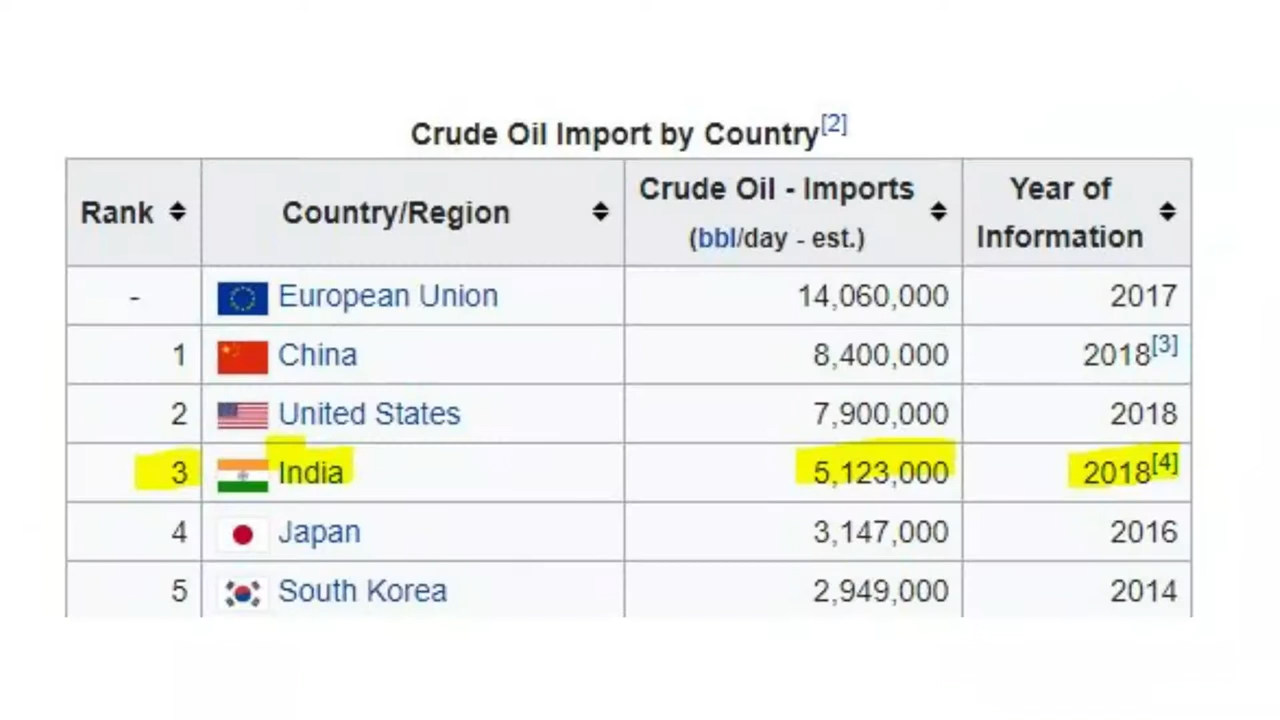 Crude Oil Import by Country[2]
Rank Country/Region Crude Oil - Imports (bbl/day - est.) Year of Information
- European Union 14,060,000 2017
1 China 8,400,000 2018[3]
2 United States 7,900,000 2018
3 India 5,123,000 2018[4]
4 Japan 3,147,000 2016
5 South Korea 2,949,000 2014